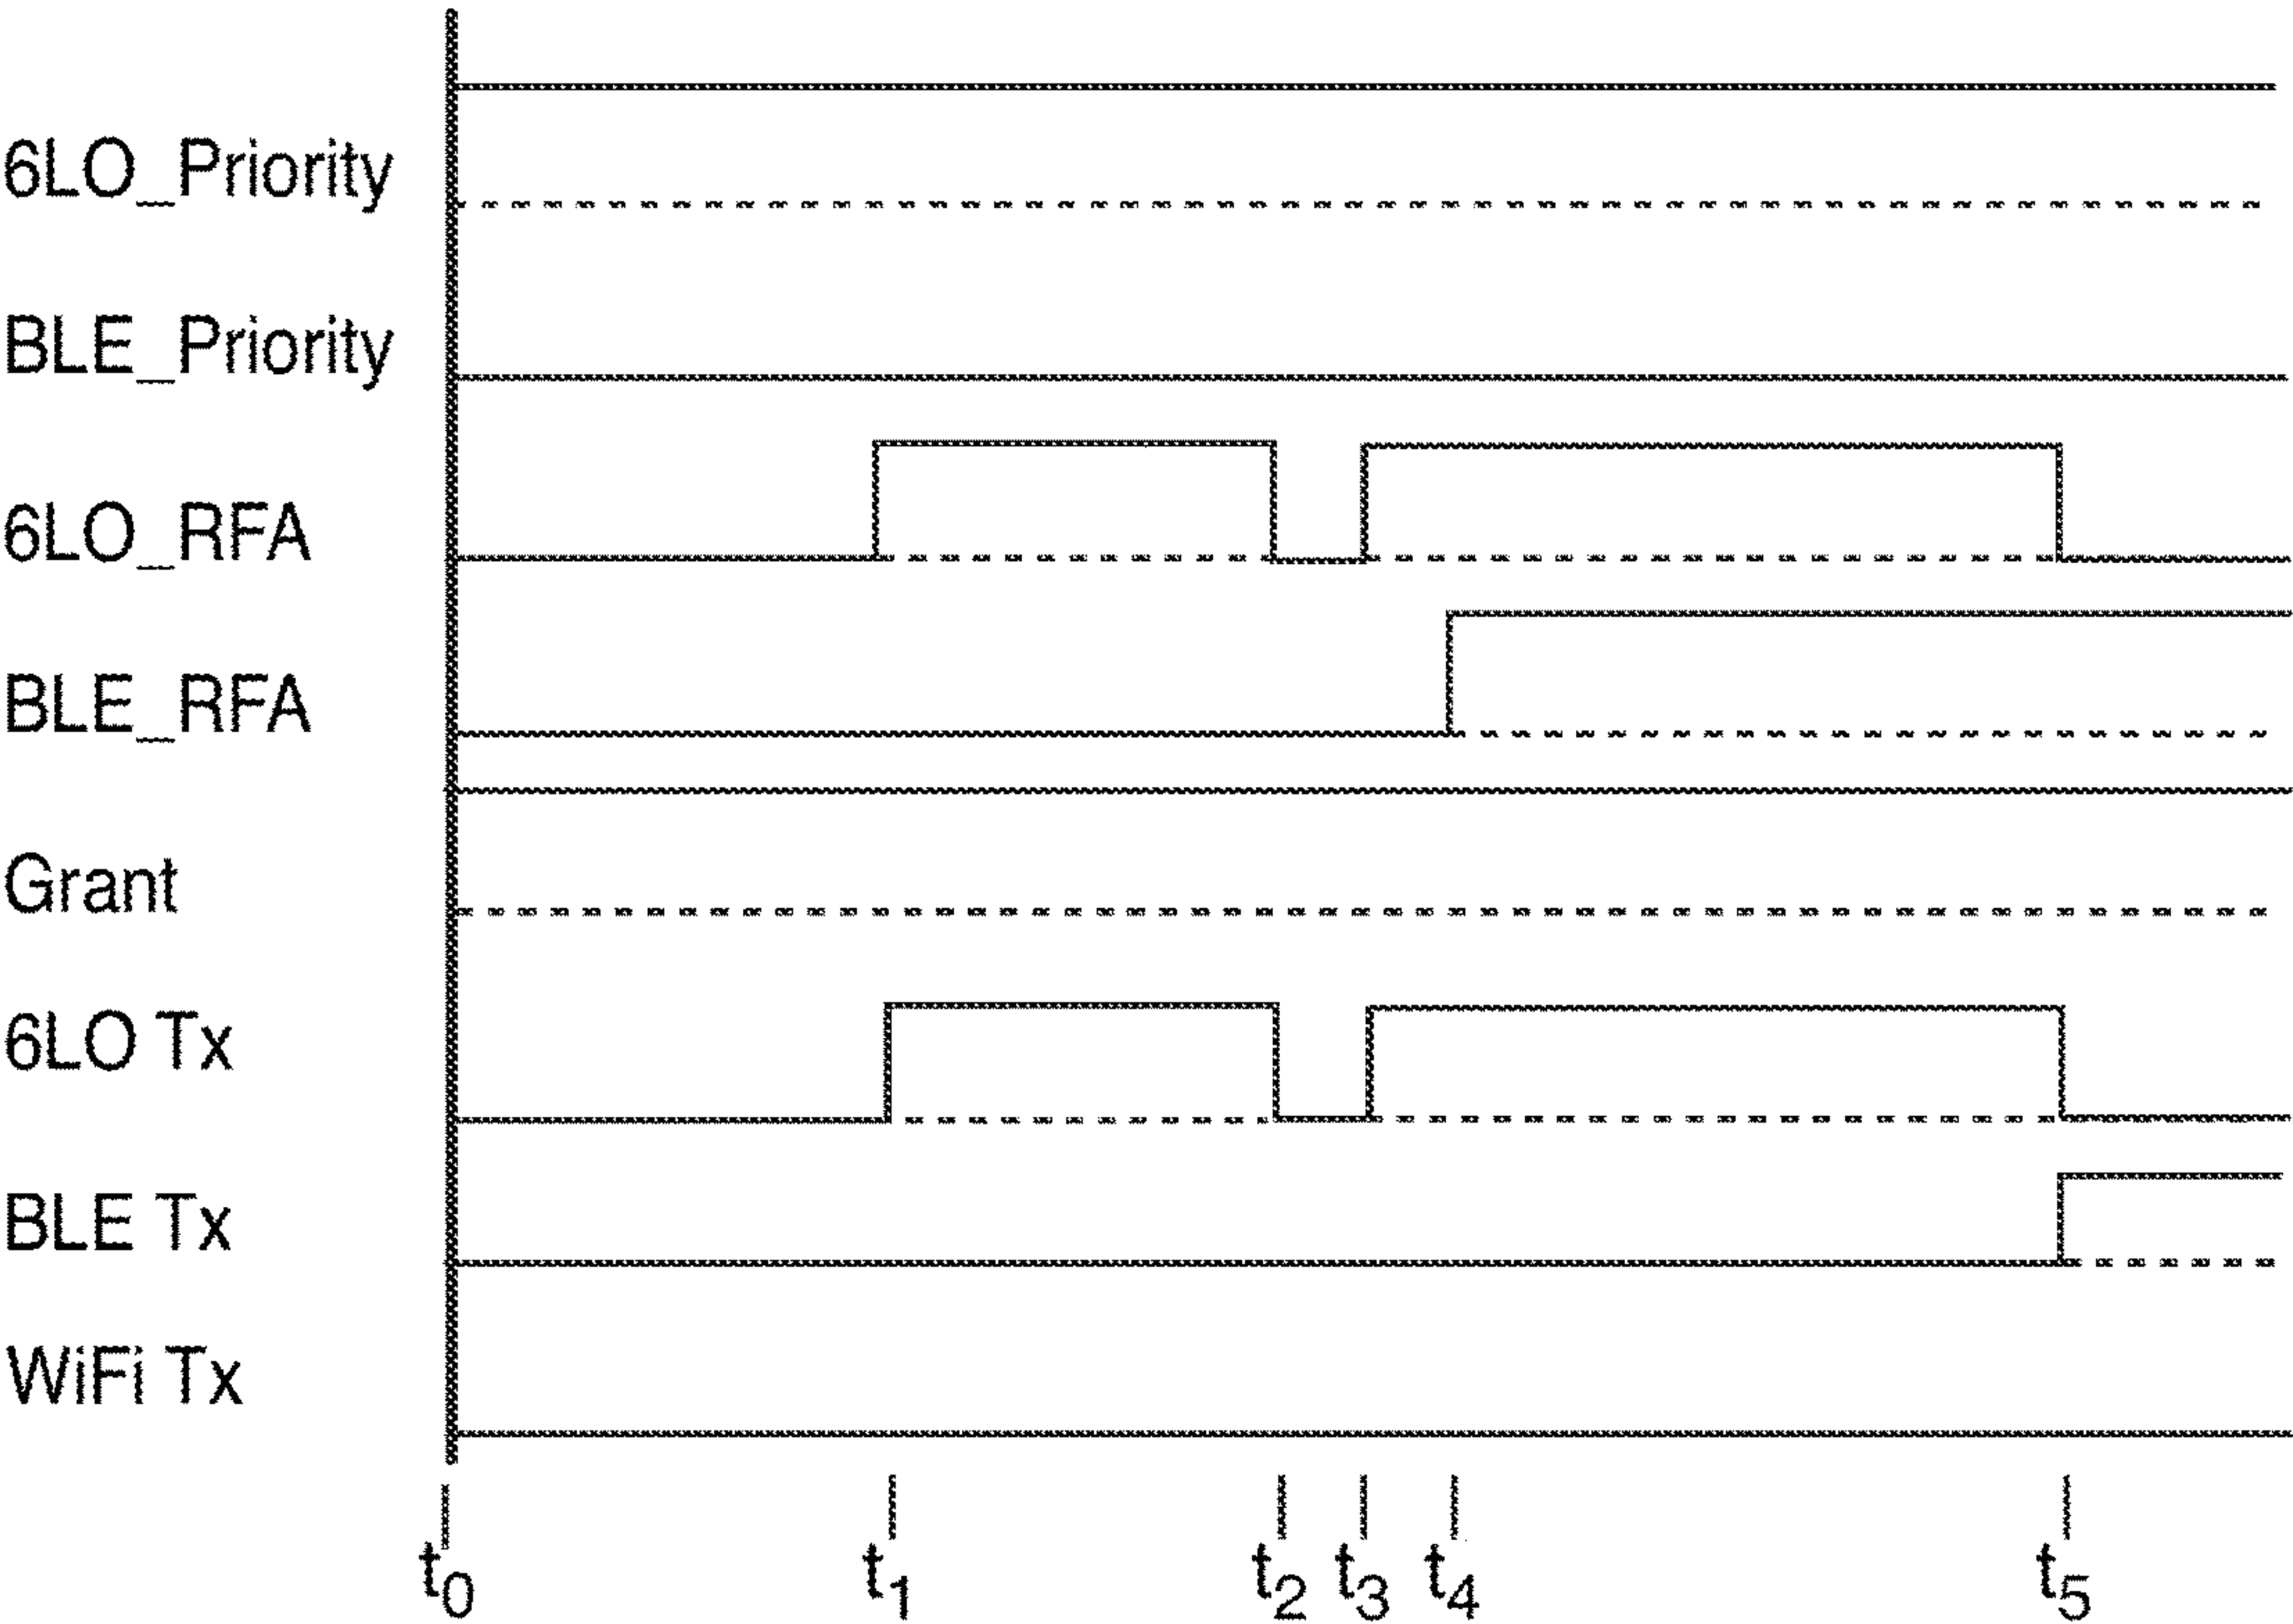 6LO_Priority
BLE_Priority
6LO_RFA
BLE_RFA
Grant
6LO Tx
BLE Tx
WiFi Tx
t0 t1 t2 t3 t4 t5